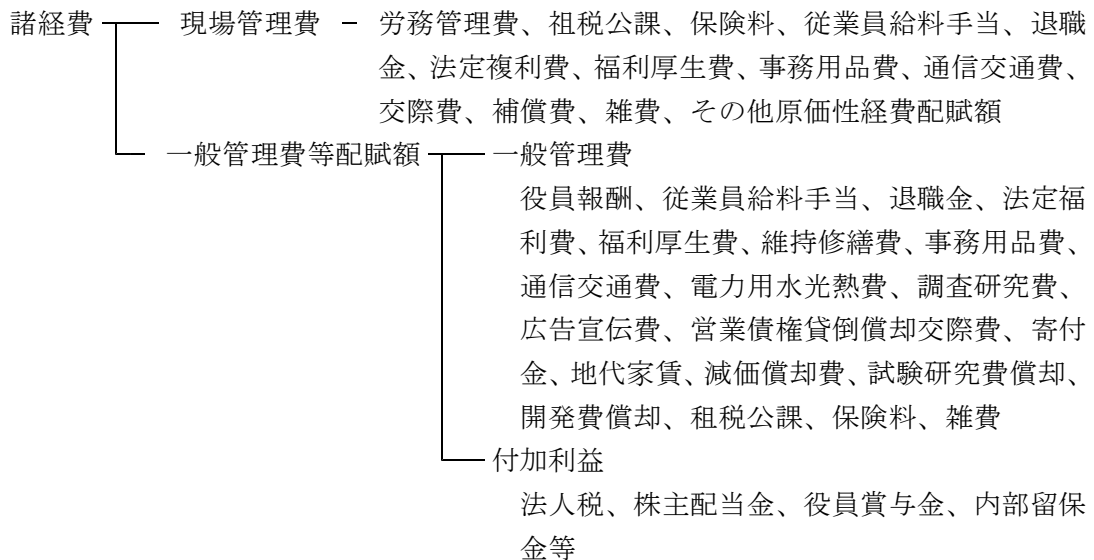 諸経費 現場管理費 － 労務管理費、祖税公課、保険料、従業員給料手当、退職
金、法定複利費、福利厚生費、事務用品費、通信交通費、
交際費、補償費、雑費、その他原価性経費配賦額
一般管理費等配賦額 一般管理費
役員報酬、従業員給料手当、退職金、法定福
利費、福利厚生費、維持修繕費、事務用品費、
通信交通費、電力用水光熱費、調査研究費、
広告宣伝費、営業債権貸倒償却交際費、寄付
金、地代家賃、減価償却費、試験研究費償却、
開発費償却、租税公課、保険料、雑費
付加利益
法人税、株主配当金、役員賞与金、内部留保
金等